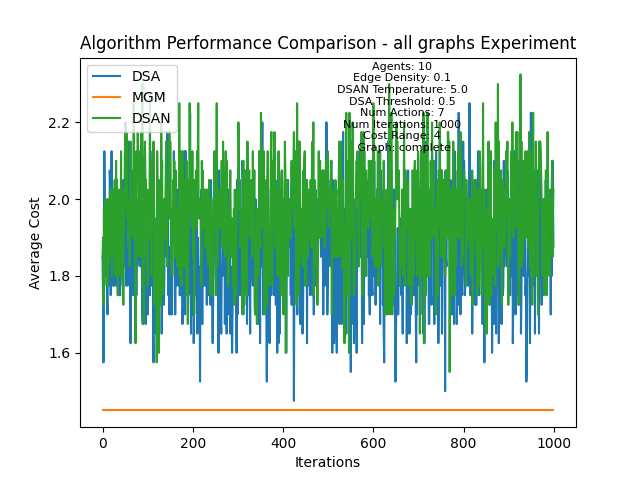 Algorithm Performance Comparison - all graphs Experiment
DSA
MGM
DSAN
Agents: 10
Edge Density: 0.1
DSAN Temperature: 5.0
DSA Threshold: 0.5
Num Actions: 7
Num Iterations: 1000
Cost Range: 4
Graph: complete
Average Cost
2.2
2.0
1.8
1.6
0
200
400
600
800
1000
Iterations